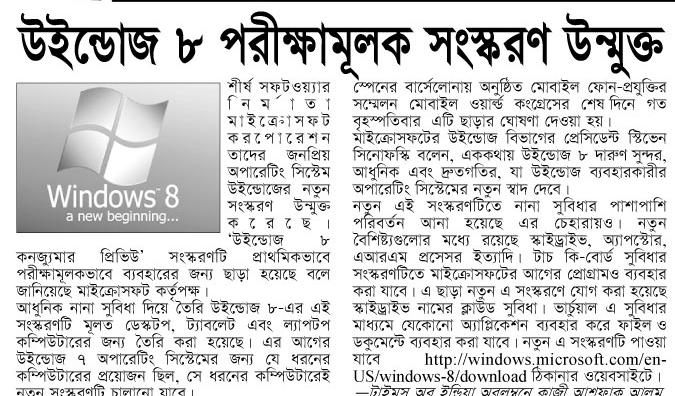 উইন্ডোজ ৮ পরীক্ষামূলক সংস্করণ উন্মুক্ত
Windows 8
a new beginning...
শীর্ষ সফটওয়্যার
নির্মাতা
মাইক্রোসফট
করপোরেশন
তাদের জনপ্রিয়
অপারেটিং সিস্টেম
উইন্ডোজের নতুন
সংস্করণ উন্মুক্ত
করেছে।
'উইন্ডোজ ৮
কনজ্যুমার প্রিভিউ' সংস্করণটি প্রাথমিকভাবে
পরীক্ষামূলকভাবে ব্যবহারের জন্য ছাড়া হয়েছে বলে
জানিয়েছে মাইক্রোসফট কর্তৃপক্ষ।
আধুনিক নানা সুবিধা দিয়ে তৈরি উইন্ডোজ ৮-এর এই
সংস্করণটি মূলত ডেস্কটপ, ট্যাবলেট এবং ল্যাপটপ
কম্পিউটারের জন্য তৈরি করা হয়েছে। এর আগের
উইন্ডোজ ৭ অপারেটিং সিস্টেমের জন্য যে ধরনের
কম্পিউটারের প্রয়োজন ছিল, সে ধরনের কম্পিউটারেই
নতুন সংস্করণটি চালানো যাবে।
স্পেনের বার্সেলোনায় অনুষ্ঠিত মোবাইল ফোন-প্রযুক্তির
সম্মেলন মোবাইল ওয়ার্ল্ড কংগ্রেসের শেষ দিনে গত
বৃহস্পতিবার এটি ছাড়ার ঘোষণা দেওয়া হয়।
মাইক্রোসফটের উইন্ডোজ বিভাগের প্রেসিডেন্ট স্টিভেন
সিনোফস্কি বলেন, এককথায় উইন্ডোজ ৮ দারুণ সুন্দর,
আধুনিক এবং দ্রুতগতির, যা উইন্ডোজ ব্যবহারকারীর
অপারেটিং সিস্টেমের নতুন স্বাদ দেবে।
নতুন এই সংস্করণটিতে নানা সুবিধার পাশাপাশি
পরিবর্তন আনা হয়েছে এর চেহারায়ও। নতুন
বৈশিষ্ট্যগুলোর মধ্যে রয়েছে স্কাইড্রাইভ, অ্যাপস্টোর,
এআরএম প্রসেসর ইত্যাদি। টাচ কি-বোর্ড সুবিধার
সংস্করণটিতে মাইক্রোসফটের আগের প্রোগ্রামও ব্যবহার
করা যাবে। এ ছাড়া নতুন এ সংস্করণে যোগ করা হয়েছে
স্কাইড্রাইভ নামের ক্লাউড সুবিধা। ভার্চুয়াল এ সুবিধার
মাধ্যমে যেকোনো অ্যাপ্লিকেশন ব্যবহার করে ফাইল ও
ডকুমেন্ট ব্যবহার করা যাবে। নতুন এ সংস্করণটি পাওয়া
যাবে http://windows.microsoft.com/en-
US/windows-8/download ঠিকানার ওয়েবসাইটে।
—টাইমস অব ইন্ডিয়া অবলম্বনে কাজী আশফাক আলম